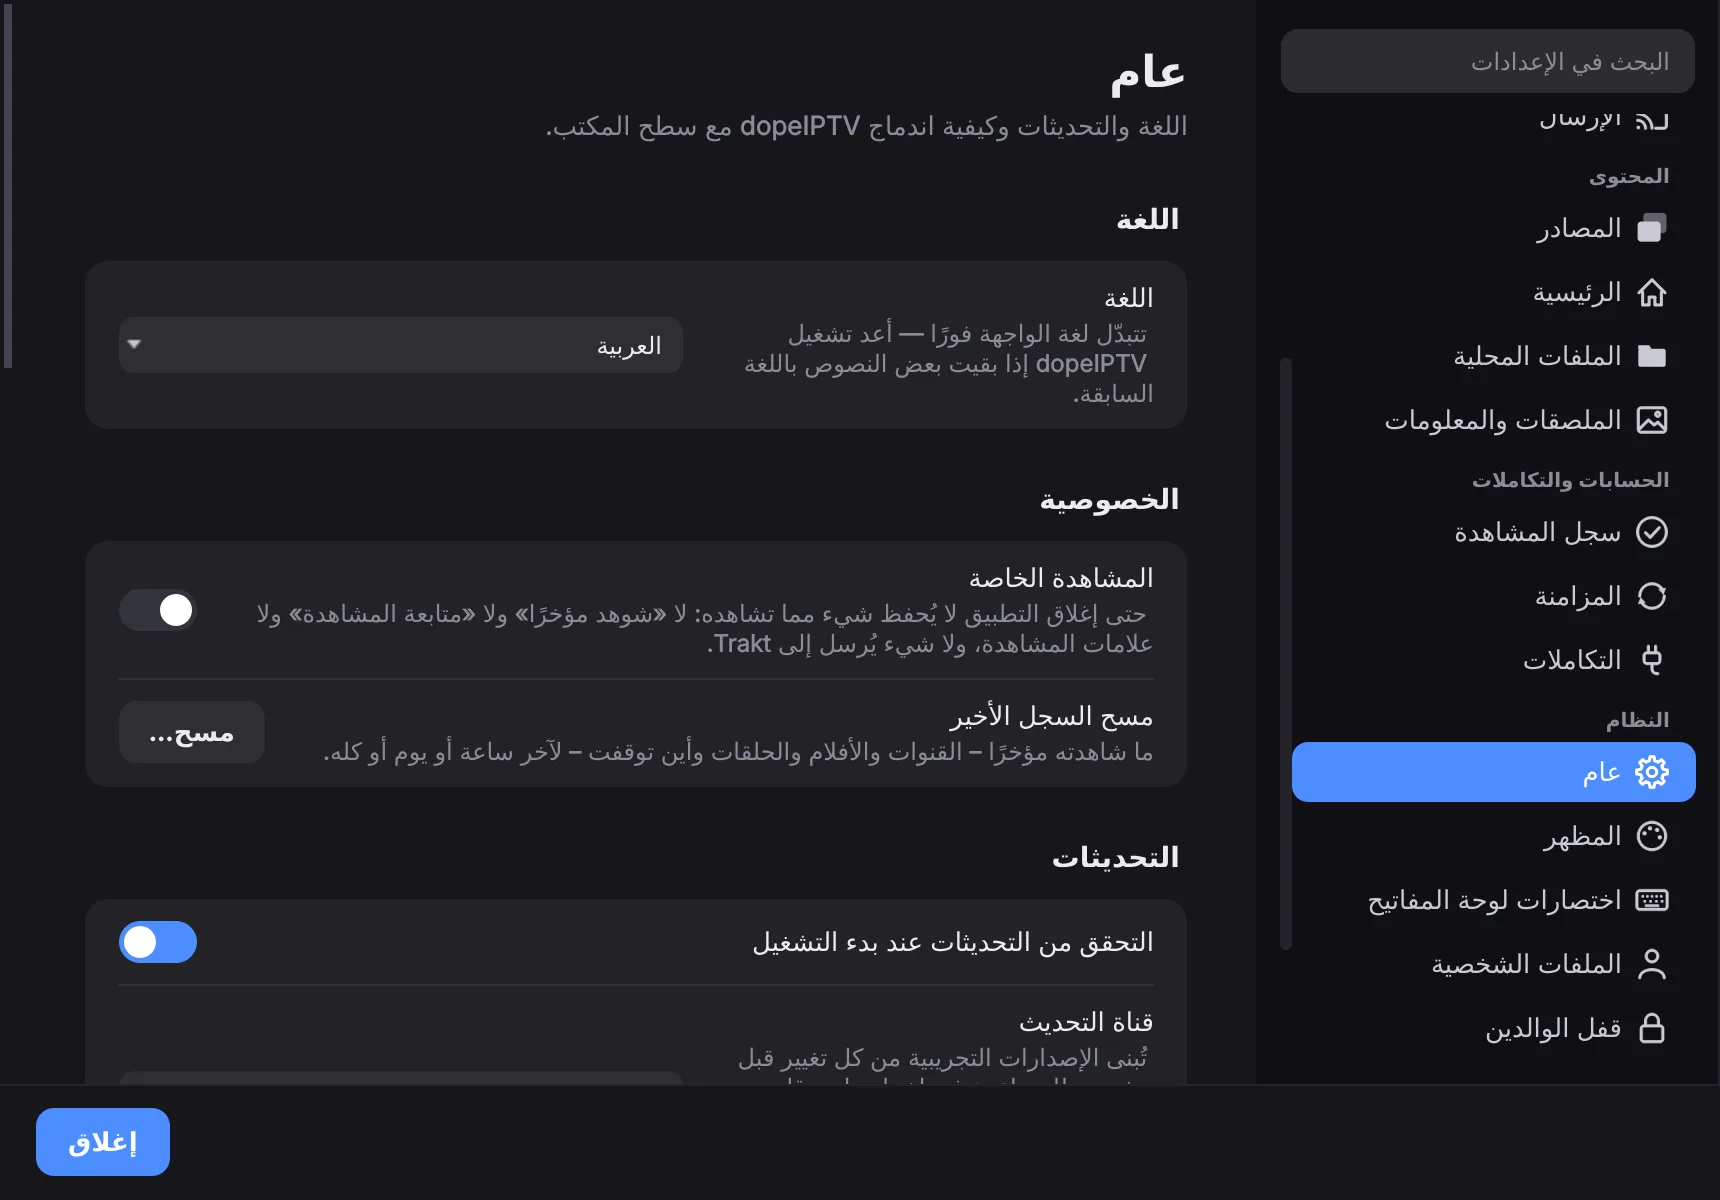 البحث في الإعدادات
الإرسال
المحتوى
المصادر
الرئيسية
الملفات المحلية
الملصقات والمعلومات
الحسابات والتكاملات
سجل المشاهدة
المزامنة
التكاملات
النظام
عام
المظهر
اختصارات لوحة المفاتيح
الملفات الشخصية
قفل الوالدين
عام
اللغة والتحديثات وكيفية اندماج dopeIPTV مع سطح المكتب.
اللغة
اللغة
تتبدّل لغة الواجهة فورًا — أعد تشغيل
dopeIPTV إذا بقيت بعض النصوص باللغة
السابقة.
العربية
الخصوصية
المشاهدة الخاصة
حتى إغلاق التطبيق لا يُحفظ شيء مما تشاهده: لا «شوهد مؤخرًا» ولا «متابعة المشاهدة» ولا
علامات المشاهدة، ولا شيء يُرسل إلى Trakt.
مسح السجل الأخير
ما شاهدته مؤخرًا – القنوات والأفلام والحلقات وأين توقفت – لآخر ساعة أو يوم أو كله.
مسح...
التحديثات
التحقق من التحديثات عند بدء التشغيل
قناة التحديث
تُبنى الإصدارات التجريبية من كل تغيير قبل
إغلاق